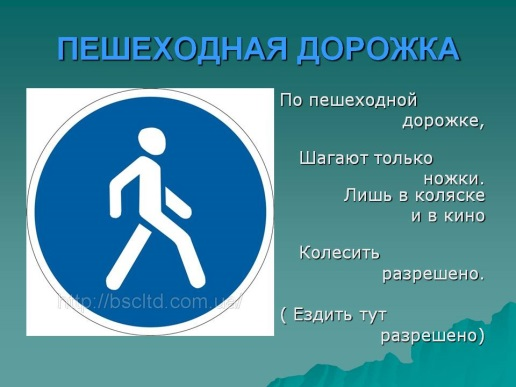 ПЕШЕХОДНАЯ ДОРОЖКА
По пешеходной
дорожке,
Шагают только
ножки.
Лишь в коляске
и в кино
Колесить
разрешено.
( Ездить тут
разрешено)
http://bscltd.com.ua/